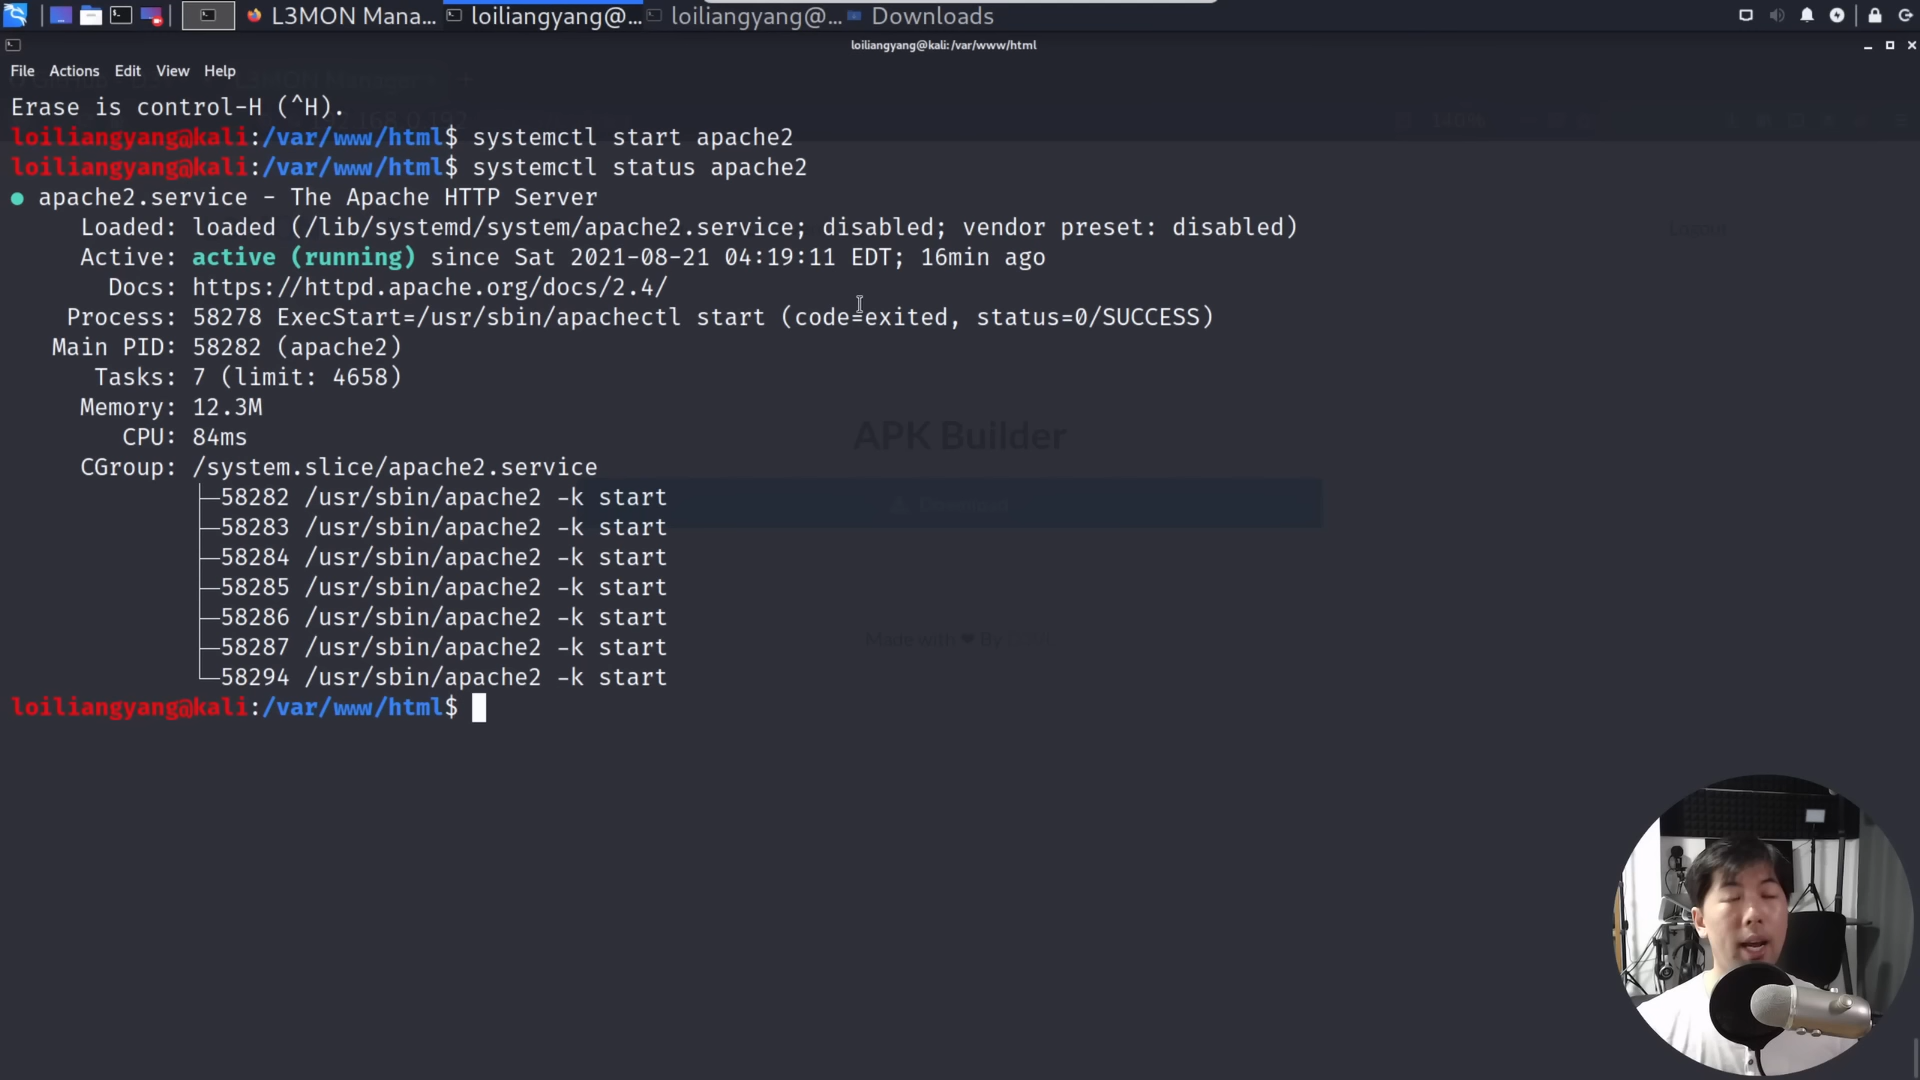 L3MON Mana... loiliangyang@... loiliangyang@... Downloads
loiliangyang@kali: /var/www/html
File Actions Edit View Help
Erase is control-H (^H).
loiliangyang@kali:/var/www/html$ systemctl start apache2
loiliangyang@kali:/var/www/html$ systemctl status apache2
● apache2.service - The Apache HTTP Server
Loaded: loaded (/lib/systemd/system/apache2.service; disabled; vendor preset: disabled)
Active: active (running) since Sat 2021-08-21 04:19:11 EDT; 16min ago
Docs: https://httpd.apache.org/docs/2.4/
Process: 58278 ExecStart=/usr/sbin/apachectl start (code=exited, status=0/SUCCESS)
Main PID: 58282 (apache2)
Tasks: 7 (limit: 4658)
Memory: 12.3M
APK Builder
CPU: 84ms
CGroup: /system.slice/apache2.service
├─58282 /usr/sbin/apache2 -k start
Download
├─58283 /usr/sbin/apache2 -k start
├─58284 /usr/sbin/apache2 -k start
├─58285 /usr/sbin/apache2 -k start
├─58286 /usr/sbin/apache2 -k start
Made with ❤ By
├─58287 /usr/sbin/apache2 -k start
└─58294 /usr/sbin/apache2 -k start
loiliangyang@kali:/var/www/html$